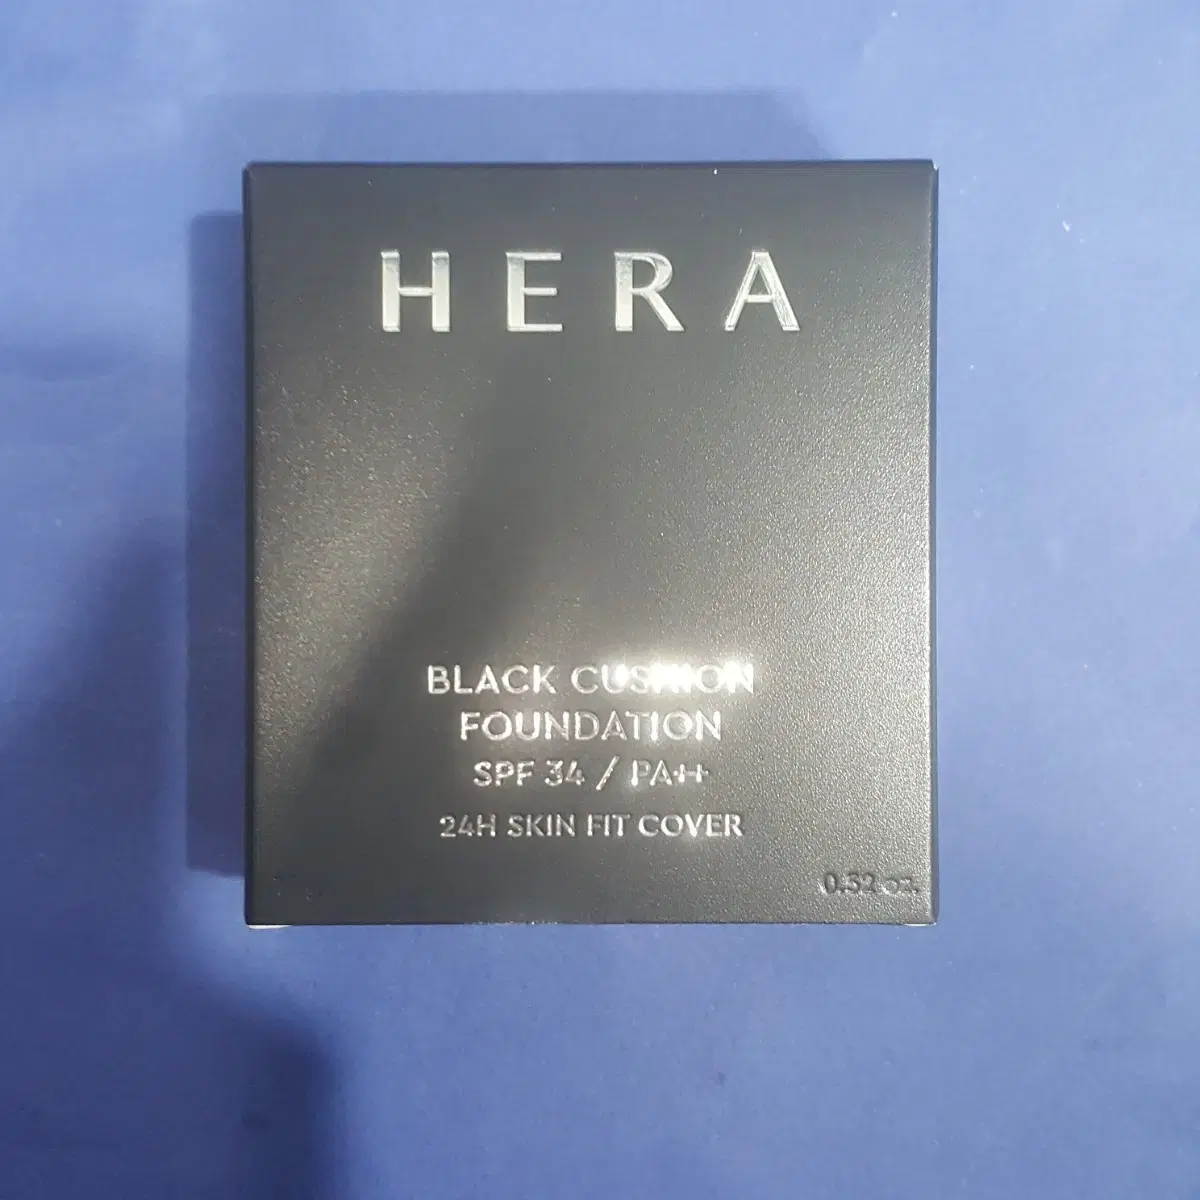 HERA
BLACK CUSHION
FOUNDATION
SPF 34 / PA++
24H SKIN FIT COVER
0.52 oz.